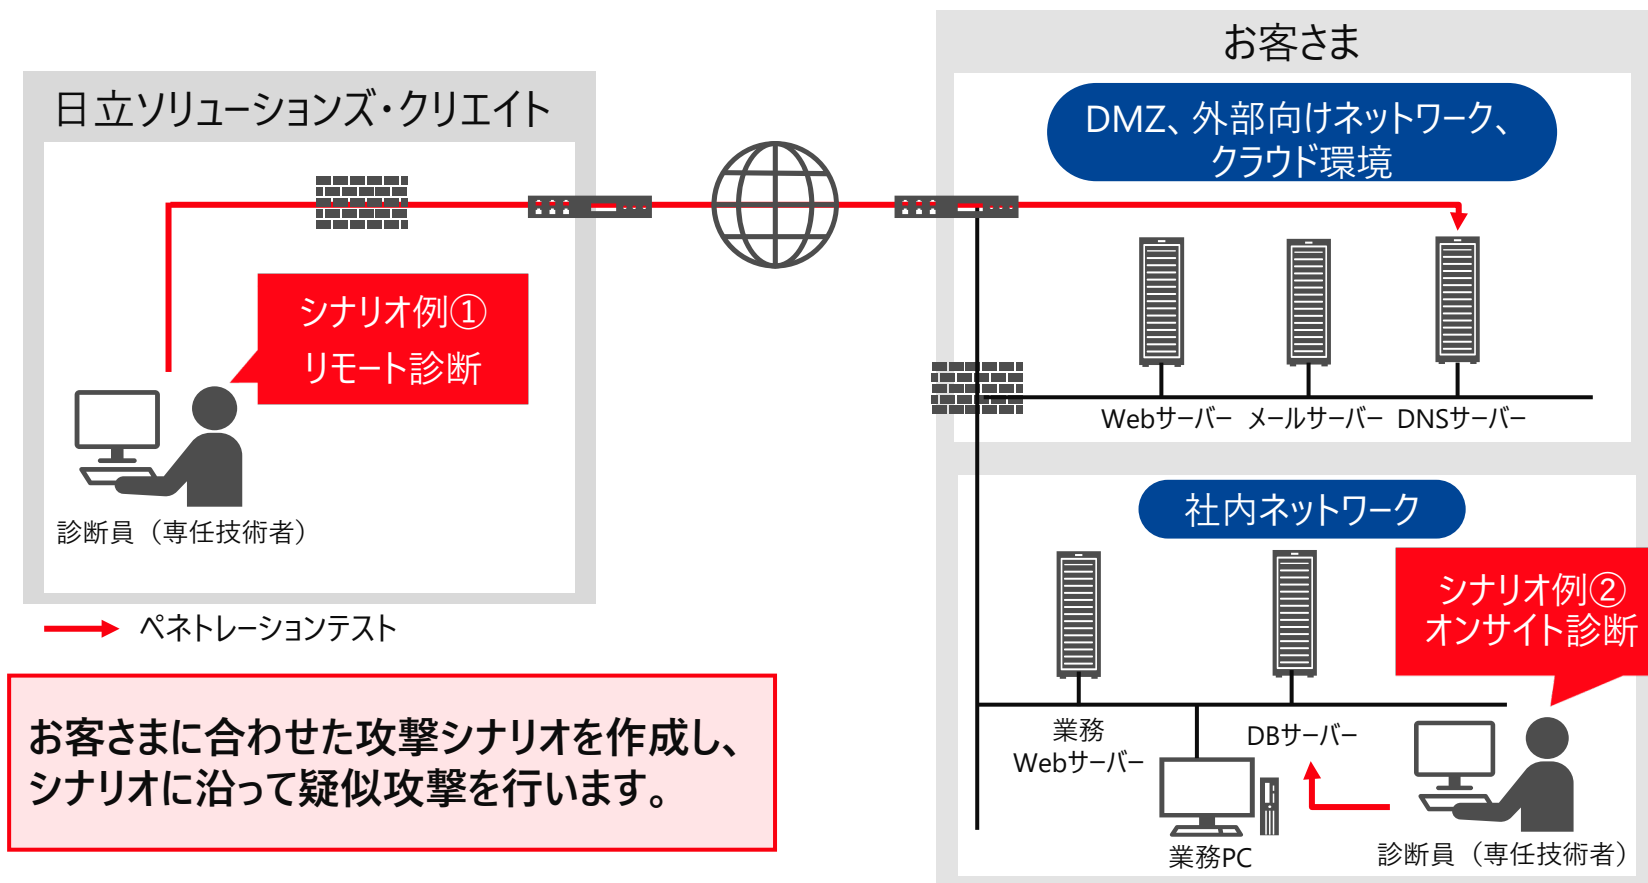 日立ソリューションズ・クリエイト
シナリオ例①
リモート診断
診断員（専任技術者）
ペネトレーションテスト
お客さまに合わせた攻撃シナリオを作成し、
シナリオに沿って疑似攻撃を行います。
お客さま
DMZ、外部向けネットワーク、
クラウド環境
Webサーバー メールサーバー DNSサーバー
社内ネットワーク
シナリオ例②
オンサイト診断
業務
Webサーバー
DBサーバー
業務PC
診断員（専任技術者）